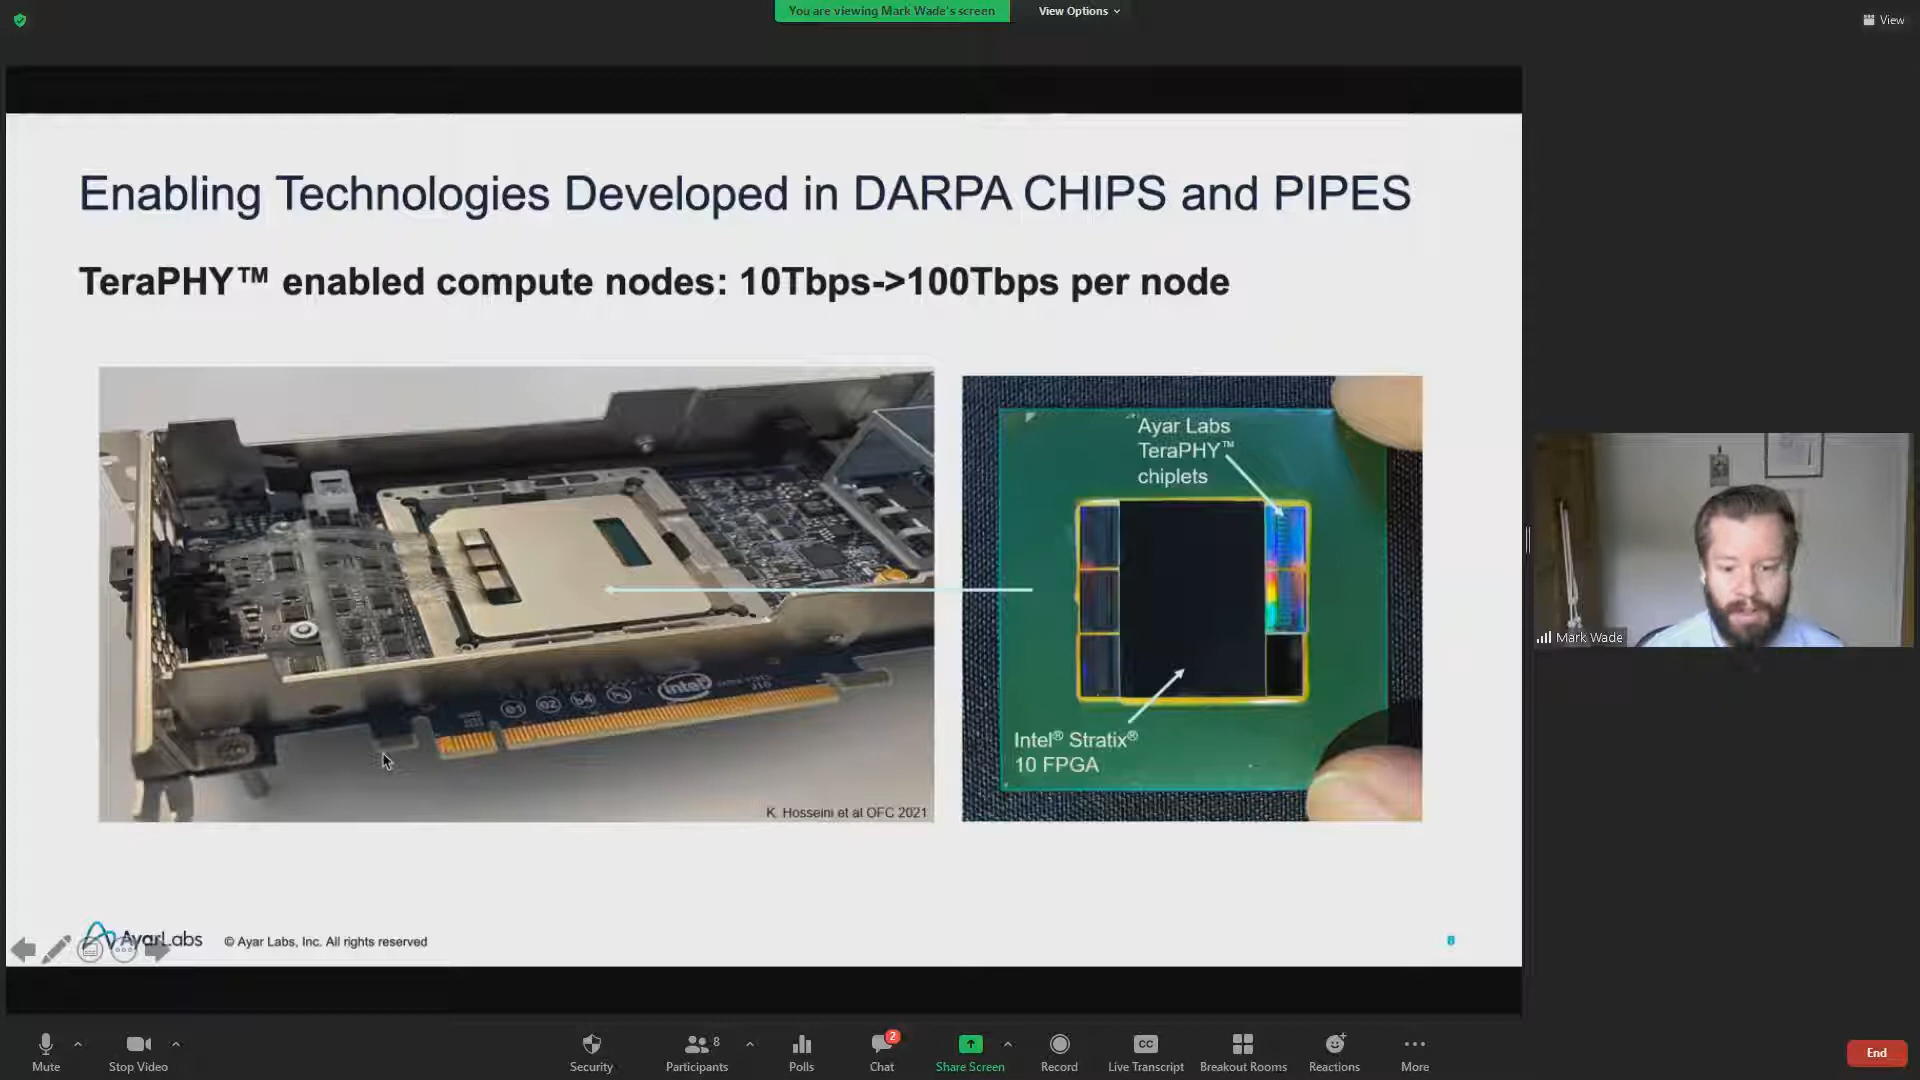 You are viewing Mark Wade's screen
View Options
View
Enabling Technologies Developed in DARPA CHIPS and PIPES
TeraPHY™ enabled compute nodes: 10Tbps->100Tbps per node
Ayar Labs
TeraPHY™
chiplets
Intel® Stratix®
10 FPGA
intel
K. Hosseini et al OFC 2021
Mark Wade
AyarLabs
© Ayar Labs, Inc. All rights reserved
8
Mute
Stop Video
Security
8
Participants
Polls
2
Chat
Share Screen
Record
CC
Live Transcript
Breakout Rooms
Reactions
More
End